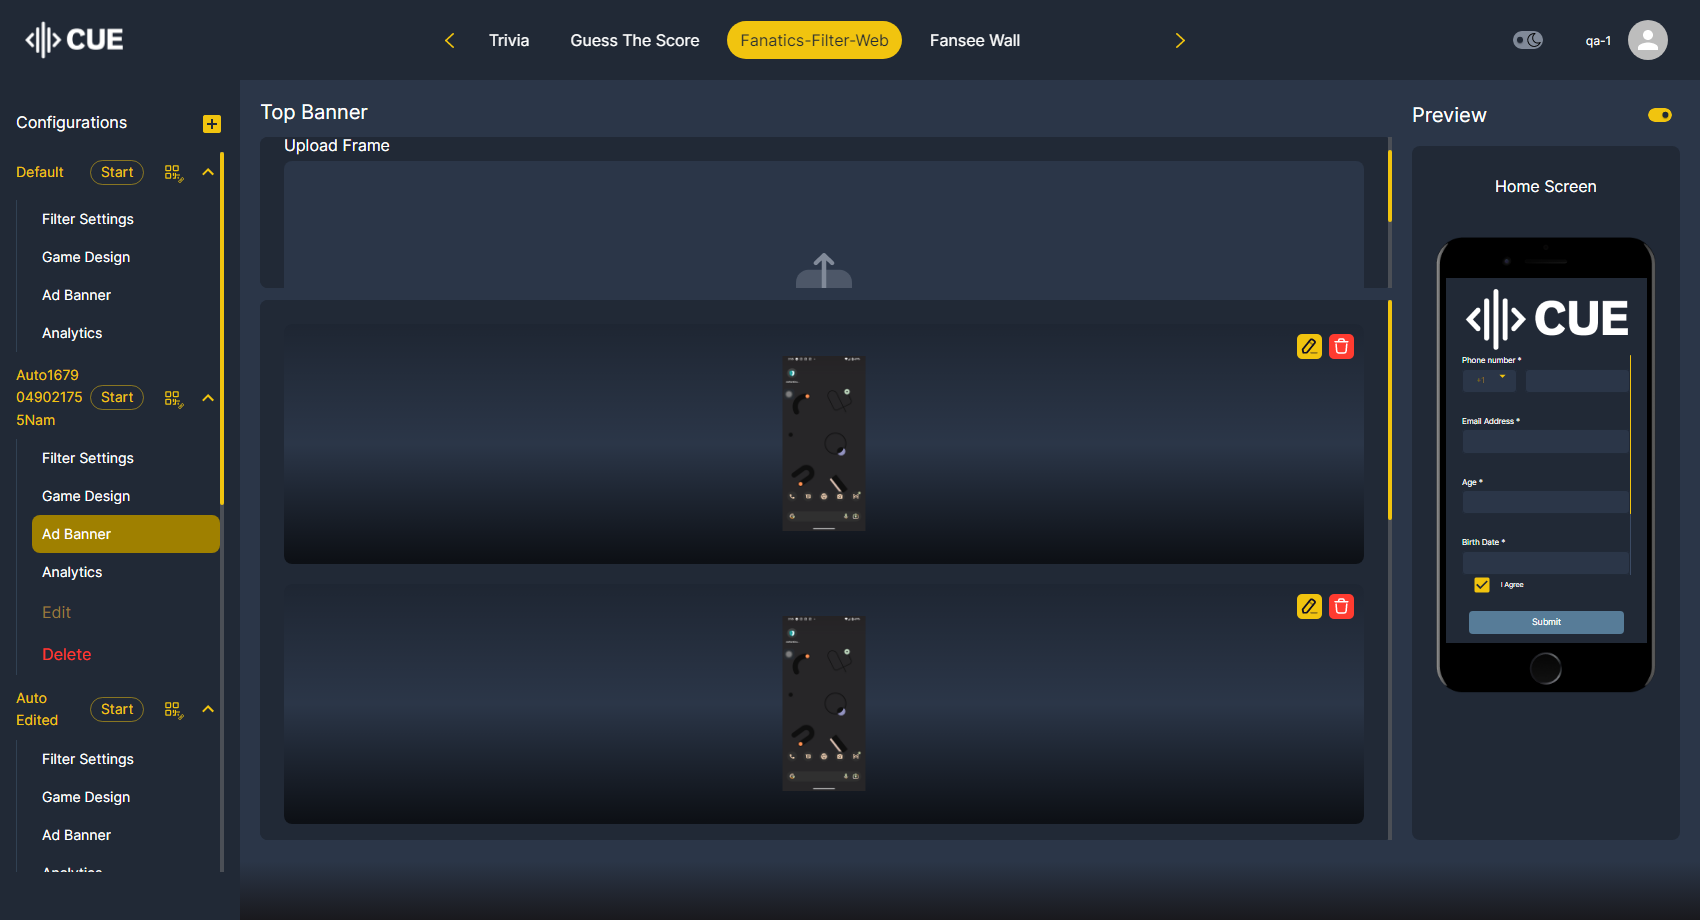 CUE
Trivia
Guess The Score
Fanatics-Filter-Web
Fansee Wall
qa-1
Configurations
Default
Start
Filter Settings
Game Design
Ad Banner
Analytics
Auto1679
04902175
5Nam
Start
Filter Settings
Game Design
Ad Banner
Analytics
Edit
Delete
Auto
Edited
Start
Filter Settings
Game Design
Ad Banner
Analytics
Top Banner
Upload Frame
Preview
Home Screen
CUE
Phone number *
+1
Email Address *
Age *
Birth Date *
I Agree
Submit